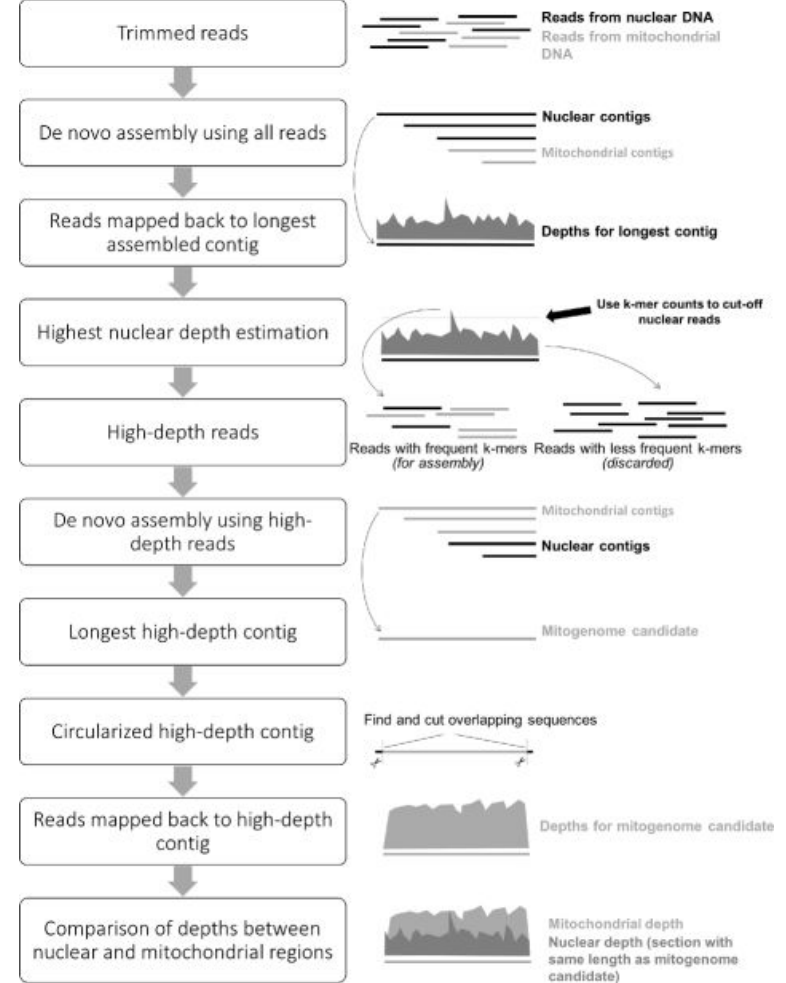 Trimmed reads
Reads from nuclear DNA
Reads from mitochondrial
DNA
De novo assembly using all reads
Nuclear contigs
Mitochondrial contigs
Reads mapped back to longest
assembled contig
Depths for longest contig
Highest nuclear depth estimation
Use k-mer counts to cut-off
nuclear reads
High-depth reads
Reads with frequent k-mers
(for assembly)
Reads with less frequent k-mers
(discarded)
De novo assembly using high-
depth reads
Mitochondrial contigs
Nuclear contigs
Longest high-depth contig
Mitogenome candidate
Circularized high-depth contig
Find and cut overlapping sequences
Reads mapped back to high-depth
contig
Depths for mitogenome candidate
Comparison of depths between
nuclear and mitochondrial regions
Mitochondrial depth
Nuclear depth (section with
same length as mitogenome
candidate)